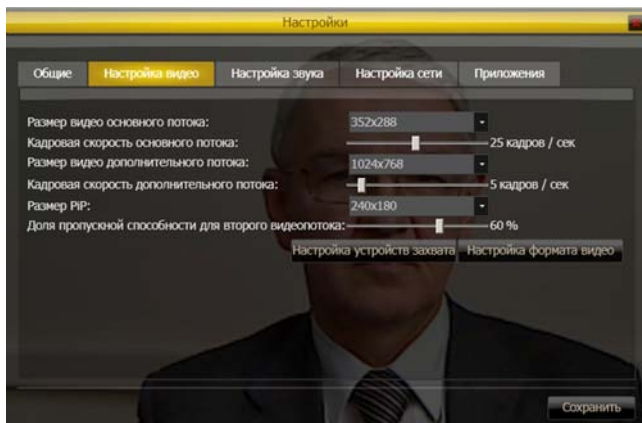 Настройки
Общие Настройка видео Настройка звука Настройка сети Приложения
Размер видео основного потока: 352x288
Кадровая скорость основного потока: 25 кадров / сек
Размер видео дополнительного потока: 1024x768
Кадровая скорость дополнительного потока: 5 кадров / сек
Размер PiP: 240x180
Доля пропускной способности для второго видеопотока: 60 %
Настройка устройств захвата Настройка формата видео
Сохранить